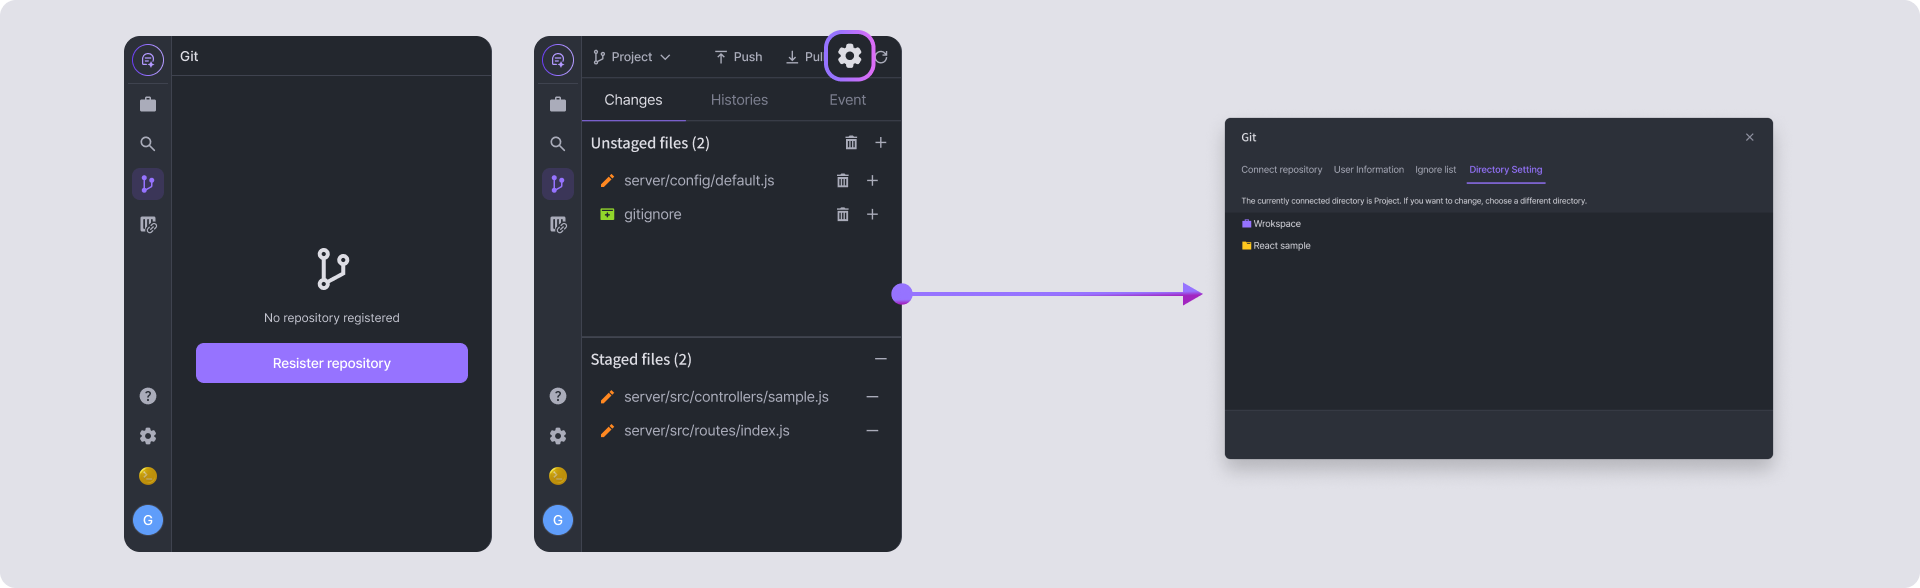 Git
No repository registered
Resister repository
?
G
Project
Push
Pul
Changes
Histories
Event
Unstaged files (2)
server/config/default.js
gitignore
Staged files (2)
server/src/controllers/sample.js
server/src/routes/index.js
?
G
Git
Connect repository
User Information
Ignore list
Directory Setting
The currently connected directory is Project. If you want to change, choose a different directory.
Wrokspace
React sample